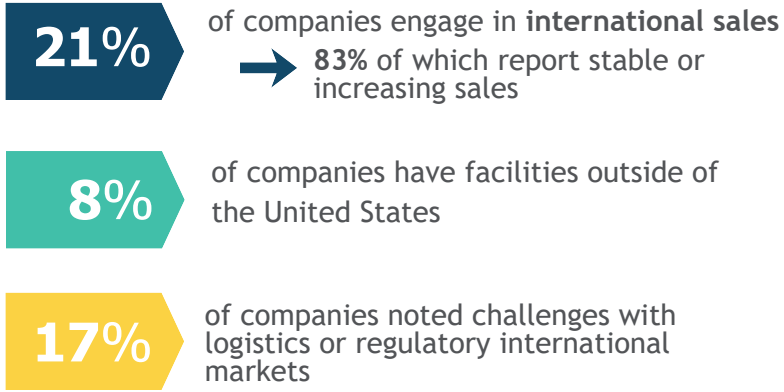 21%
of companies engage in international sales
83% of which report stable or
increasing sales
8%
of companies have facilities outside of
the United States
17%
of companies noted challenges with
logistics or regulatory international
markets